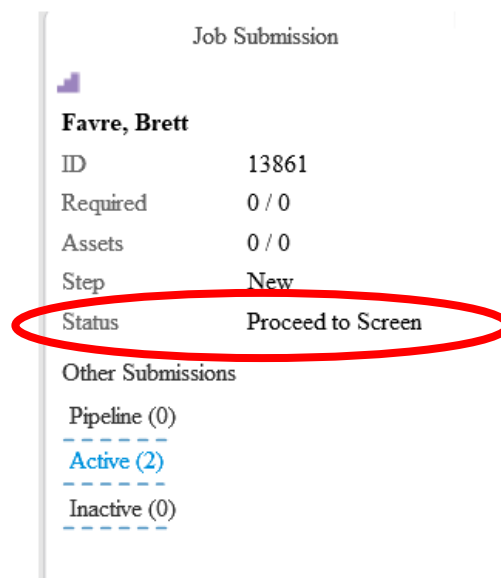 Job Submission
Favre, Brett
ID 13861
Required 0 / 0
Assets 0 / 0
Step New
Status Proceed to Screen
Other Submissions
Pipeline (0)
Active (2)
Inactive (0)